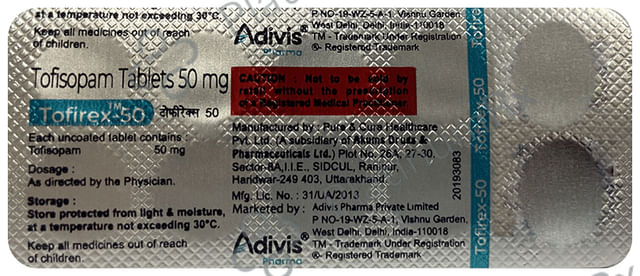 at a temperature not exceeding 30°C.
Keep all medicines out of reach
of children.
Adivis
Pharma
P NO-19-WZ-5-A-1, Vishnu Garden,
West Delhi, Delhi, India-110018
TM - Trademark Under Registration
®- Registered Trademark
Tofisopam Tablets 50 mg
Tofirex™-50 टोफीरेक्स 50
Each uncoated tablet contains :
Tofisopam 50 mg
Dosage :
As directed by the Physician.
Storage :
Store protected from light & moisture,
at a temperature not exceeding 30°C.
Keep all medicines out of reach
of children.
CAUTION : Not to be sold by
retail without the prescription
of a Registered Medical Practitioner.
Manufactured by : Pure & Cura Healthcare
Pvt. Ltd. (A subsidiary of Akums Drugs &
Pharmaceuticals Ltd.) Plot No. 26A, 27-30,
Sector-8A, I.I.E., SIDCUL, Ranipur,
Haridwar-249 403, Uttarakhand.
Mfg. Lic. No. : 31/UA/2013
Marketed by : Advis Pharma Private Limited
P NO-19-WZ-5-A-1, Vishnu Garden,
West Delhi, Delhi, India-110018
TM - Trademark Under Registration
®- Registered Trademark
Adivis
Pharma
20193083
Tofirex-50
Tofirex-50